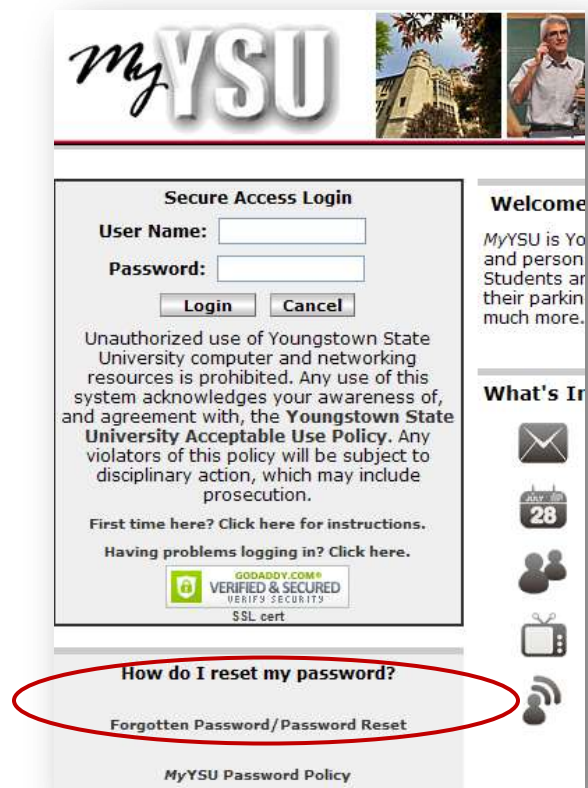 MyYSU
Secure Access Login
User Name:
Password:
Login Cancel
Unauthorized use of Youngstown State
University computer and networking
resources is prohibited. Any use of this
system acknowledges your awareness of,
and agreement with, the Youngstown State
University Acceptable Use Policy. Any
violators of this policy will be subject to
disciplinary action, which may include
prosecution.
First time here? Click here for instructions.
Having problems logging in? Click here.
GODADDY.COM®
VERIFIED & SECURED
VERIFY SECURITY
SSL cert
How do I reset my password?
Forgotten Password/Password Reset
MyYSU Password Policy
Welcome
MyYSU is Yo
and person
Students ar
their parkin
much more.
What's In
JULY
28